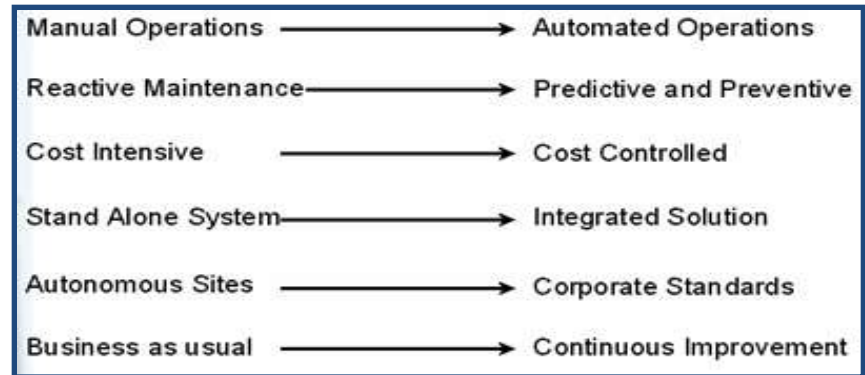 Manual Operations Automated Operations
Reactive Maintenance Predictive and Preventive
Cost Intensive Cost Controlled
Stand Alone System Integrated Solution
Autonomous Sites Corporate Standards
Business as usual Continuous Improvement